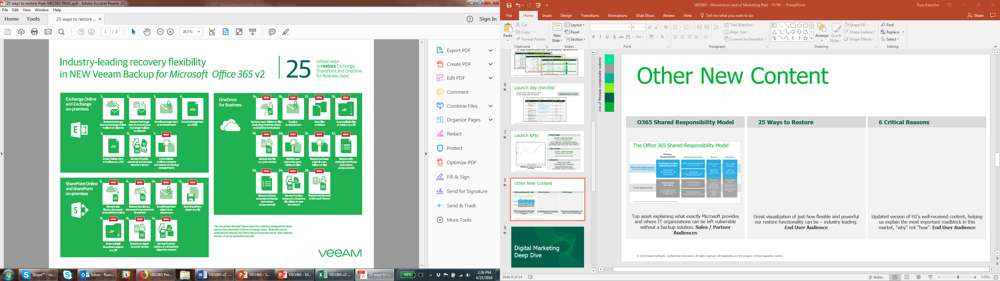 25 ways to restore from VBO365 FINAL.pdf - Adobe Acrobat Reader DC
File Edit View Window Help
Home Tools 25 ways to restore ... × Sign In
1 / 1 28.5%
Industry-leading recovery flexibility
in NEW Veeam Backup for Microsoft Office 365 v2
25
unique ways
to restore Exchange,
SharePoint and OneDrive
for Business data!
Exchange Online
and Exchange
on-premises
1.
Restore Exchange
item to Exchange Online
mailbox or calendar
2.
Restore Exchange
item to on-premises
Exchange mailbox
or calendar
3.
Email Exchange item
as an attachment
4.
.MSG
Save Exchange item
as a .MSG
5.
.PST
Export folder, item
or mailbox as a .PST
6.
Service Provider
restore of an Exchange
item for a tenant
7.
NEW!
Entire folder/
mailbox compare
and restore of missing/
changed items
SharePoint Online
and SharePoint
on-premises
8.
NEW!
Restore site,
library, document
to SharePoint Online
9.
NEW!
Restore site, library,
document to on-premises
SharePoint
10.
NEW!
Email SharePoint
object as an
attachment
11.
NEW!
Save SharePoint
object as a file
12.
NEW!
.ZIP
Save multiple
SharePoint objects
as a ZIP
13.
NEW!
Restore an object
to a prior version
14.
NEW!
Service Provider
restore of a SharePoint
object for a tenant
OneDrive
for Business
15.
NEW!
Restore users, folders or files
(including OneNote notes)
to OneDrive for Business
16.
NEW!
Email as
an attachment
17.
NEW!
Save files
or folders
18.
NEW!
.ZIP
Save multiple files
or folders as a ZIP
19.
NEW!
Restore any file
to a prior version
20.
NEW!
Restore and
overwrite users,
folders or files
21.
NEW!
Restore but keep
original users,
folders or files
22.
NEW!
Restore with
extended attributes
and custom
access controls
23.
NEW!
Restore without
extended attributes
and custom
access controls
24.
NEW!
Service Provider
restore of a OneDrive
file, folder, or user
for a tenant
25.
NEW!
Restore data located
in Microsoft Teams*
*You can protect Microsoft Teams when the underlying storage of the Teams
data is within SharePoint Online or Exchange Online. While data can be
protected and restored, the Teams tabs and channels cannot. After restoring
the item, it can be reattached manually.
VEEAM
Export PDF
Create PDF
Edit PDF
Comment
Combine Files
Organize Pages
Redact
Protect
Optimize PDF
Fill & Sign
Send for Signature
Send & Track
More Tools
Skype™ - ru...
Inbox - Russ...
VBO365 Pro...
VBO365 v2 -...
VBO365 - S...
VBO365 - M...
VBO365 v2 ...
25 ways to r...
98%
2:36 PM
6/21/2018
VBO365 - Momentum and v2 Marketing Plan - YS RK - PowerPoint
Russ Kerscher
File Home Insert Design Transitions Animations Slide Show Review View Tell me what you want to do Share
Paste
Cut
Copy
Format Painter
Clipboard
New
Slide
Layout
Reset
Section
Slides
9
Font
Text Direction
Align Text
Convert to SmartArt
Paragraph
Arrange
Quick
Styles
Shape Fill
Shape Outline
Shape Effects
Drawing
Find
Replace
Select
Editing
6
Launch day checklist
Ensures launch day goes smoothly
All key stakeholders are aligned
Example from v1.5 GA
7
Launch KPIs
Product Usage
"Why" Content
Enablement
8
Other New Content
9
Digital Marketing
Deep Dive
one of Veeam corporate colors:
Other New Content
O365 Shared Responsibility Model
The Office 365 Shared Responsibility Model
Primary
Responsibility
Supporting Technology
Security
Regulatory
Microsoft's Responsibility
MICROSOFT GLOBAL
INFRASTRUCTURE
Uptime of the
Microsoft Office 365
Cloud Service
Office 365 Data Replication
Recycle Bin
Infrastructure-
Level
Role as data
processor
YOUR Responsibility
YOUR OFFICE
365 DATA
Access and control
of your data residing
in Office 365
Office 365 Backup
Full Data Retention
Data-Level
Role as data
owner
Top asset explaining what exactly Microsoft provides
and where IT organizations can be left vulnerable
without a backup solution. Sales / Partner
Audiences
25 Ways to Restore
Great visualization of just how flexible and powerful
our restore functionality can be – industry leading.
End User Audience
6 Critical Reasons
Updated version of H1's well-received content, helping
us explain the most important roadblock in this
market, "why" not "how". End User Audience
© 2018 Veeam Software. Confidential information. All rights reserved. All trademarks are the property of their respective owners.
Slide 8 of 14
Notes
123%